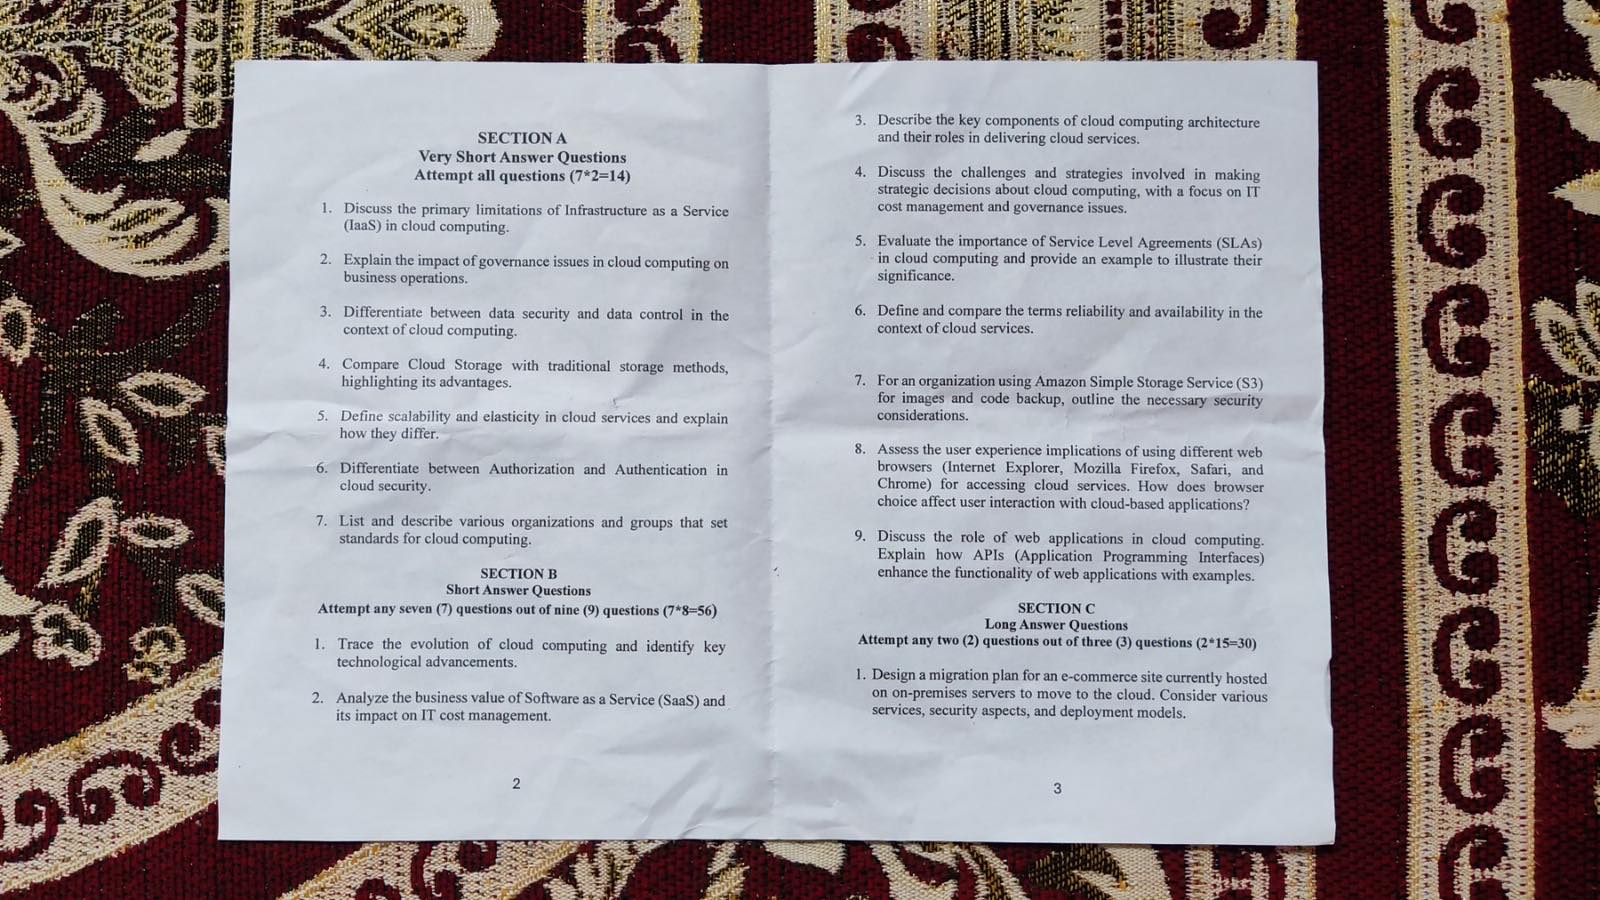 SECTION A
Very Short Answer Questions
Attempt all questions (7*2=14)
1. Discuss the primary limitations of Infrastructure as a Service
(IaaS) in cloud computing.
2. Explain the impact of governance issues in cloud computing on
business operations.
3. Differentiate between data security and data control in the
context of cloud computing.
4. Compare Cloud Storage with traditional storage methods,
highlighting its advantages.
5. Define scalability and elasticity in cloud services and explain
how they differ.
6. Differentiate between Authorization and Authentication in
cloud security.
7. List and describe various organizations and groups that set
standards for cloud computing.
SECTION B
Short Answer Questions
Attempt any seven (7) questions out of nine (9) questions (7*8=56)
1. Trace the evolution of cloud computing and identify key
technological advancements.
2. Analyze the business value of Software as a Service (SaaS) and
its impact on IT cost management.
2
3. Describe the key components of cloud computing architecture
and their roles in delivering cloud services.
4. Discuss the challenges and strategies involved in making
strategic decisions about cloud computing, with a focus on IT
cost management and governance issues.
5. Evaluate the importance of Service Level Agreements (SLAs)
in cloud computing and provide an example to illustrate their
significance.
6. Define and compare the terms reliability and availability in the
context of cloud services.
7. For an organization using Amazon Simple Storage Service (S3)
for images and code backup, outline the necessary security
considerations.
8. Assess the user experience implications of using different web
browsers (Internet Explorer, Mozilla Firefox, Safari, and
Chrome) for accessing cloud services. How does browser
choice affect user interaction with cloud-based applications?
9. Discuss the role of web applications in cloud computing.
Explain how APIs (Application Programming Interfaces)
enhance the functionality of web applications with examples.
SECTION C
Long Answer Questions
Attempt any two (2) questions out of three (3) questions (2*15=30)
1. Design a migration plan for an e-commerce site currently hosted
on on-premises servers to move to the cloud. Consider various
services, security aspects, and deployment models.
3